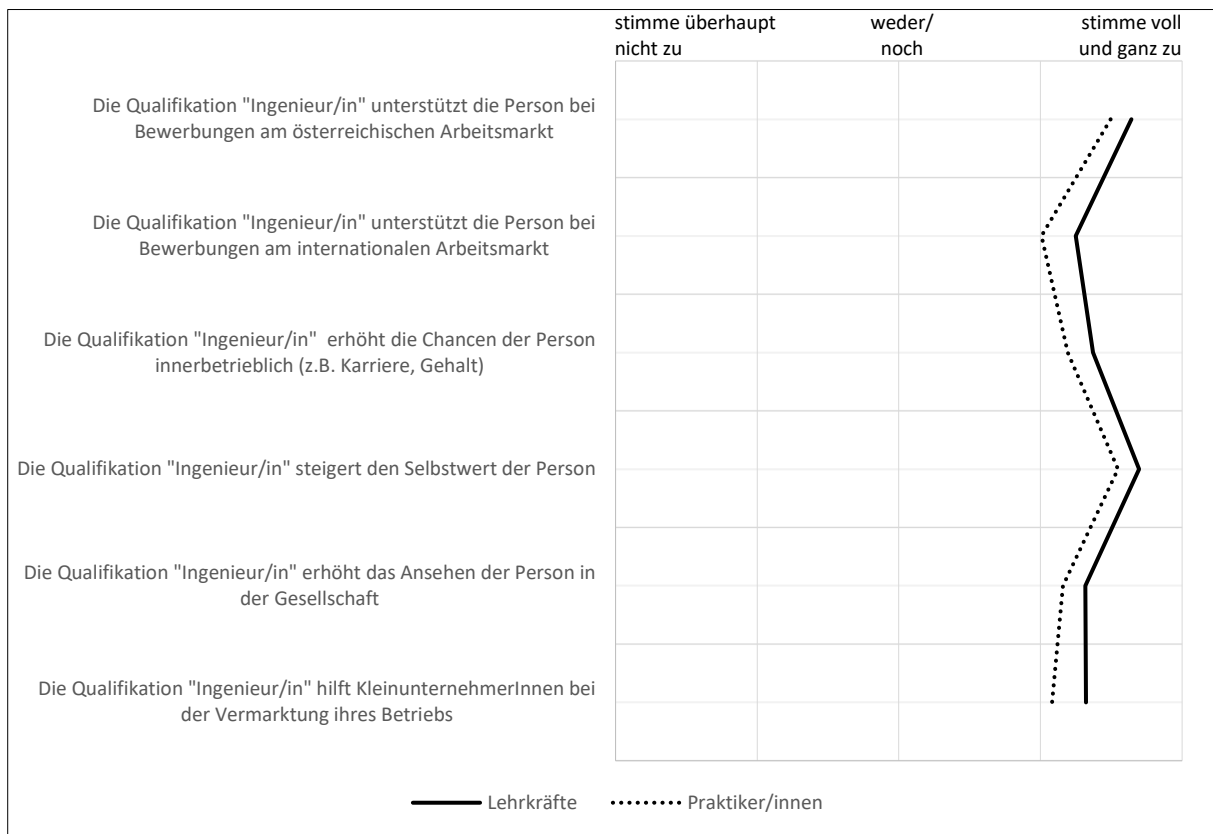 stimme überhaupt
nicht zu
weder/
noch
stimme voll
und ganz zu
Die Qualifikation "Ingenieur/in" unterstützt die Person bei
Bewerbungen am österreichischen Arbeitsmarkt
Die Qualifikation "Ingenieur/in" unterstützt die Person bei
Bewerbungen am internationalen Arbeitsmarkt
Die Qualifikation "Ingenieur/in" erhöht die Chancen der Person
innerbetrieblich (z.B. Karriere, Gehalt)
Die Qualifikation "Ingenieur/in" steigert den Selbstwert der Person
Die Qualifikation "Ingenieur/in" erhöht das Ansehen der Person in
der Gesellschaft
Die Qualifikation "Ingenieur/in" hilft KleinunternehmerInnen bei
der Vermarktung ihres Betriebs
Lehrkräfte
Praktiker/innen